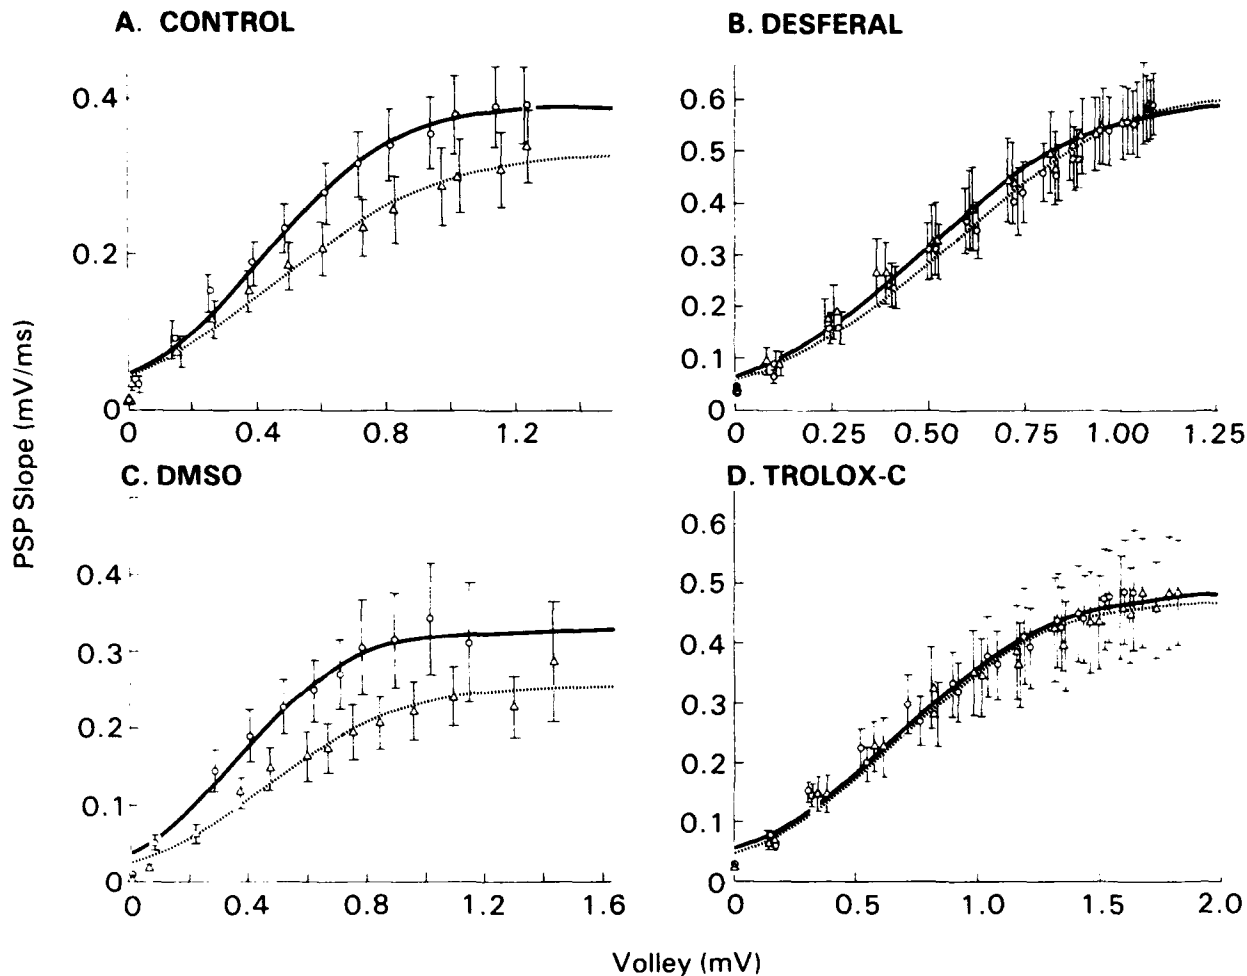 A. CONTROL
B. DESFERAL
0.4
0.2
0
0 0.4 0.8 1.2
0.6
0.5
0.4
0.3
0.2
0.1
0
0 0.25 0.50 0.75 1.00 1.25
PSP Slope (mV/ms)
C. DMSO
D. TROLOX-C
0.4
0.3
0.2
0.1
0
0 0.4 0.8 1.2 1.6
0.6
0.5
0.4
0.3
0.2
0.1
0
0 0.5 1.0 1.5 2.0
Volley (mV)